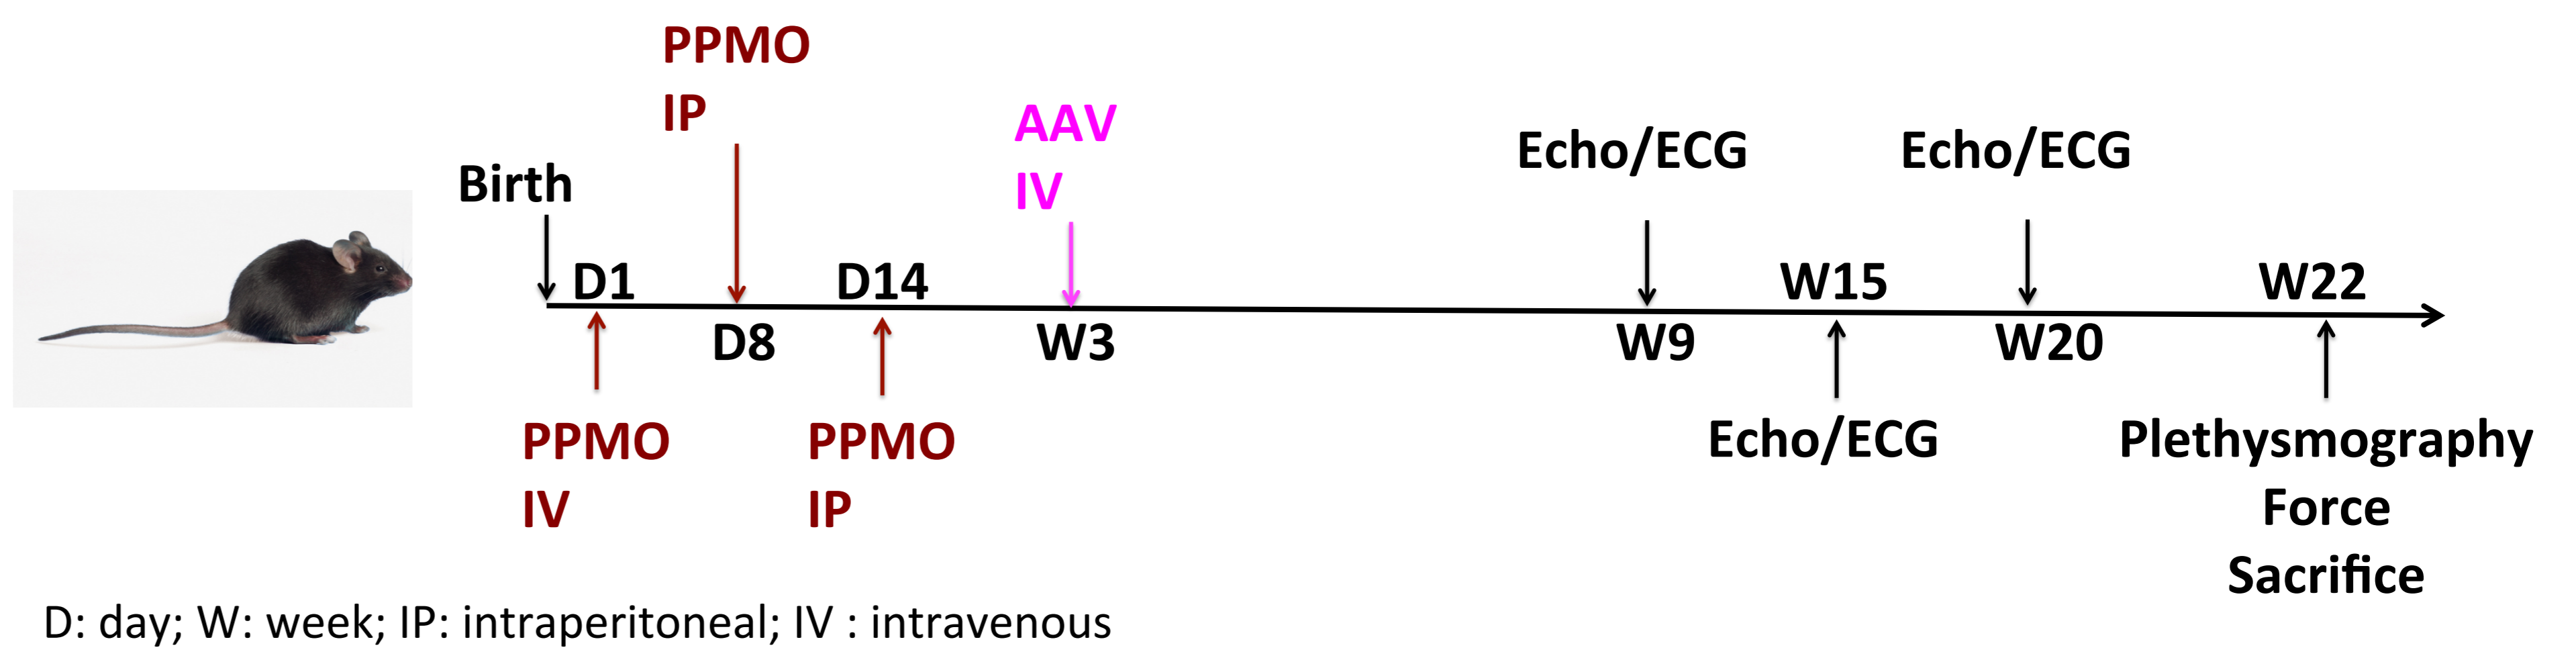 PPMO
IP
AAV
IV
Echo/ECG
Echo/ECG
Birth
D1
D14
W15
W22
D8
W3
W9
W20
PPMO
IV
PPMO
IP
Echo/ECG
Plethysmography
Force
Sacrifice
D: day; W: week; IP: intraperitoneal; IV : intravenous